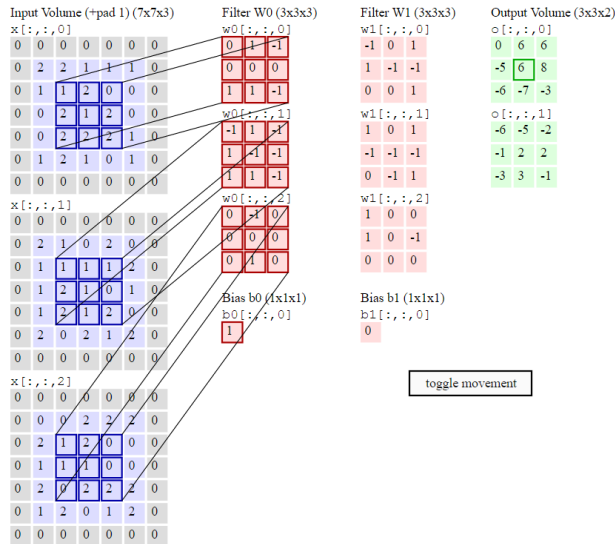 Input Volume (+pad 1) (7x7x3)
x[:,:,0]
0 0 0 0 0 0 0
0 2 2 1 1 1 0
0 1 1 2 0 0 0
0 0 2 1 2 0 0
0 0 2 2 2 1 0
0 1 2 1 0 1 0
0 0 0 0 0 0 0
x[:,:,1]
0 0 0 0 0 0 0
0 2 1 0 2 0 0
0 1 1 1 1 2 0
0 1 2 1 0 1 0
0 1 2 1 2 0 0
0 2 0 2 1 2 0
0 0 0 0 0 0 0
x[:,:,2]
0 0 0 0 0 0 0
0 0 0 2 2 2 0
0 2 1 2 0 0 0
0 1 1 1 0 0 0
0 2 0 2 2 2 0
0 1 2 0 1 2 0
0 0 0 0 0 0 0
Filter W0 (3x3x3)
w0[:,:,0]
0 1 -1
0 0 0
1 1 -1
w0[:,:,1]
-1 1 -1
1 -1 -1
1 1 -1
w0[:,:,2]
0 -1 0
0 0 0
0 1 0
Bias b0 (1x1x1)
b0[:,:,0]
1
Filter W1 (3x3x3)
w1[:,:,0]
-1 0 1
1 -1 -1
0 0 1
w1[:,:,1]
1 0 1
-1 -1 -1
0 -1 1
w1[:,:,2]
1 0 0
1 0 -1
0 0 0
Bias b1 (1x1x1)
b1[:,:,0]
0
Output Volume (3x3x2)
o[:,:,0]
0 6 6
-5 6 8
-6 -7 -3
o[:,:,1]
-6 -5 -2
-1 2 2
-3 3 -1
toggle movement